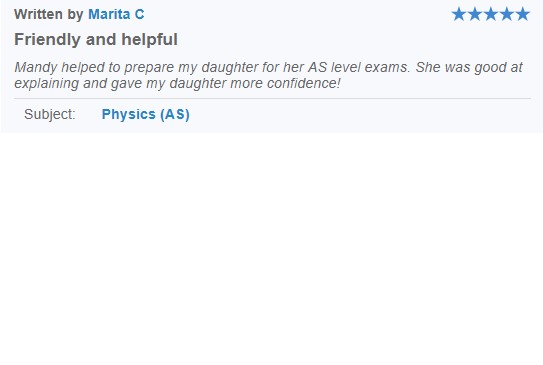 Written by Marita C
Friendly and helpful
Mandy helped to prepare my daughter for her AS level exams. She was good at
explaining and gave my daughter more confidence!
Subject: Physics (AS)